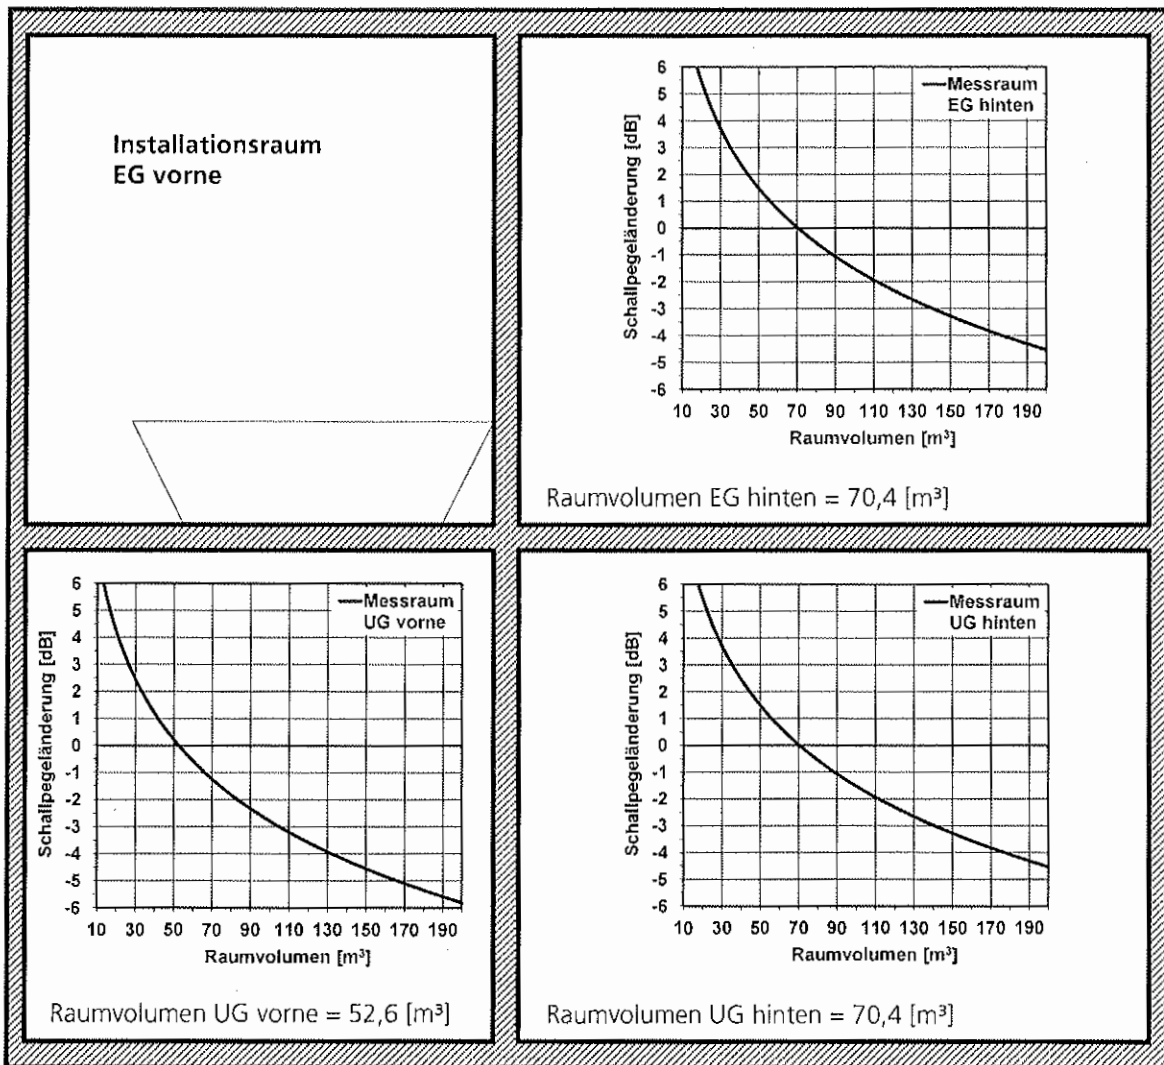 Installationsraum
EG vorne
Schallpegeländerung [dB]
6
5
4
3
2
1
0
-1
-2
-3
-4
-5
-6
Messraum
EG hinten
10 30 50 70 90 110 130 150 170 190
Raumvolumen [m³]
Raumvolumen EG hinten = 70,4 [m³]
Schallpegeländerung [dB]
6
5
4
3
2
1
0
-1
-2
-3
-4
-5
-6
Messraum
UG vorne
10 30 50 70 90 110 130 150 170 190
Raumvolumen [m³]
Raumvolumen UG vorne = 52,6 [m³]
Schallpegeländerung [dB]
6
5
4
3
2
1
0
-1
-2
-3
-4
-5
-6
Messraum
UG hinten
10 30 50 70 90 110 130 150 170 190
Raumvolumen [m³]
Raumvolumen UG hinten = 70,4 [m³]